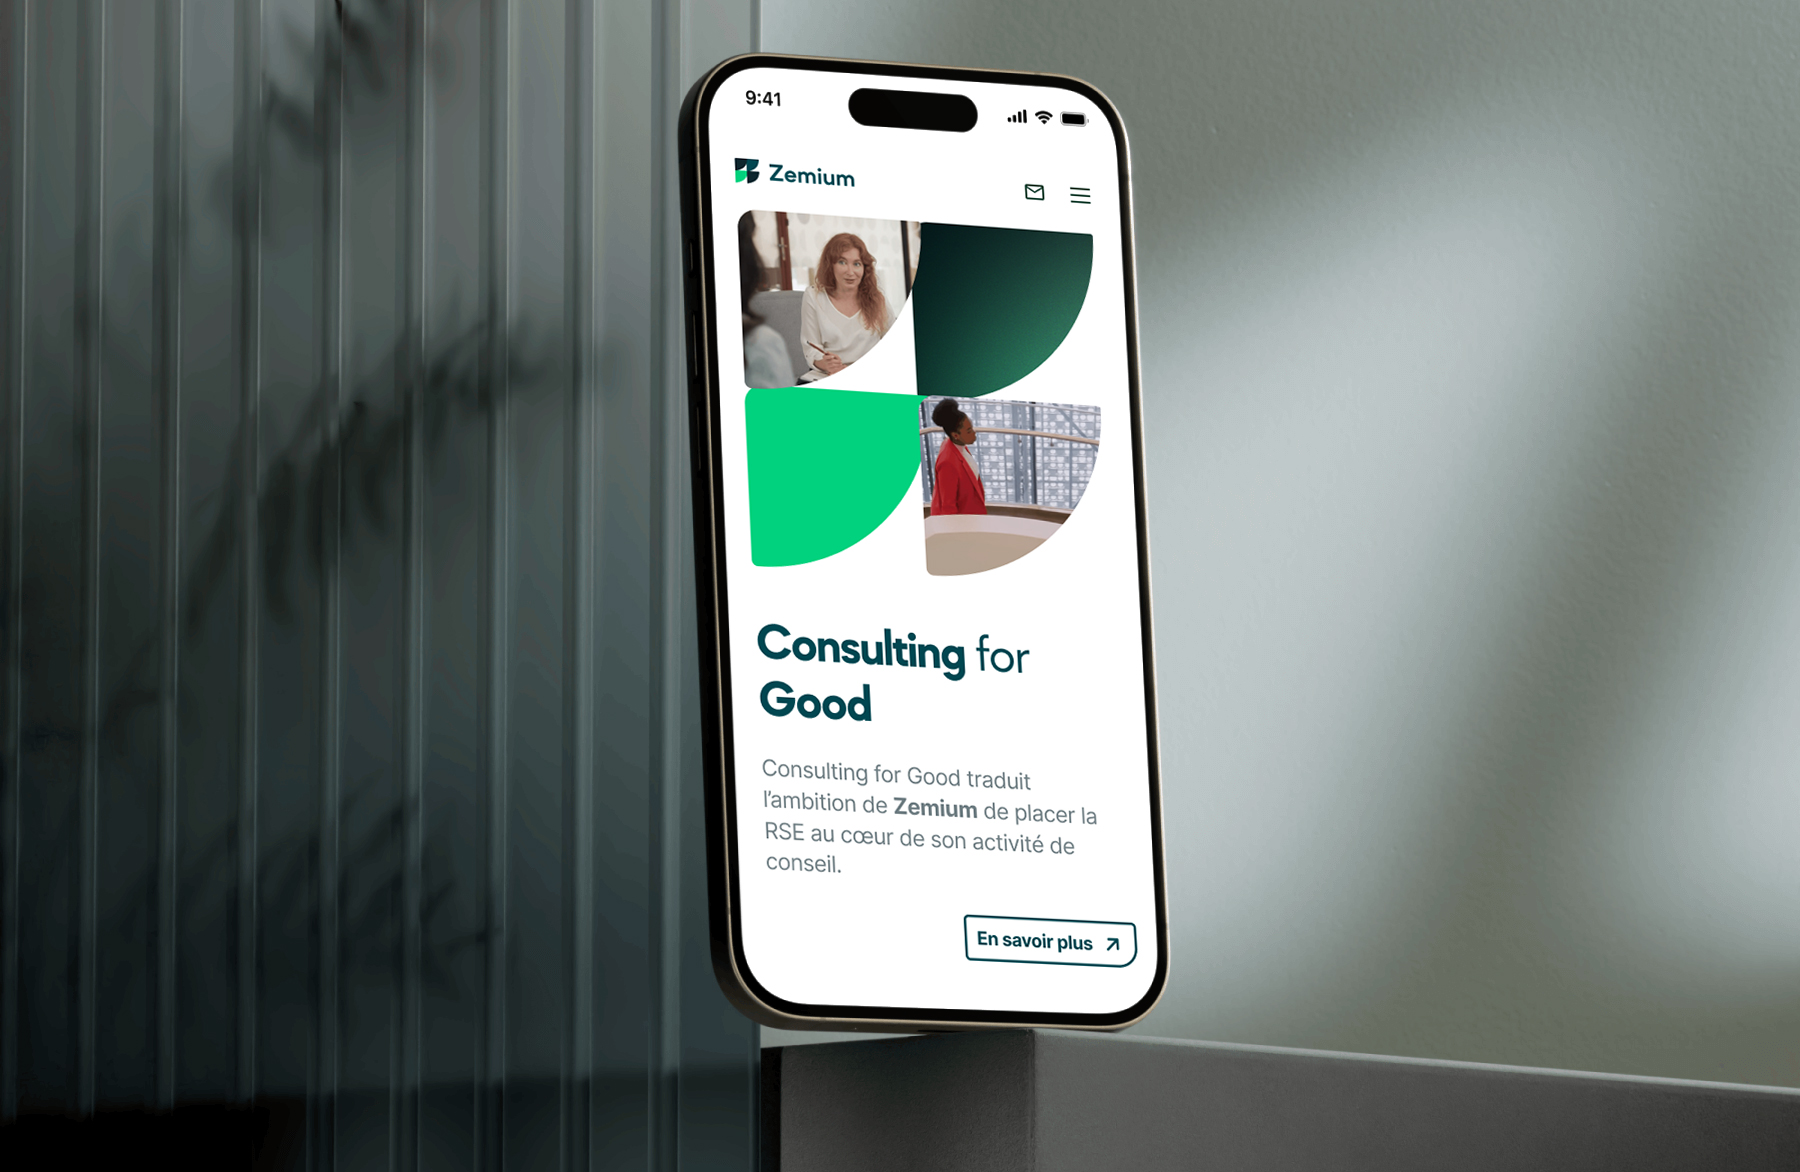 9:41
Zemium
Consulting for
Good
Consulting for Good traduit
l'ambition de Zemium de placer la
RSE au cœur de son activité de
conseil.
En savoir plus